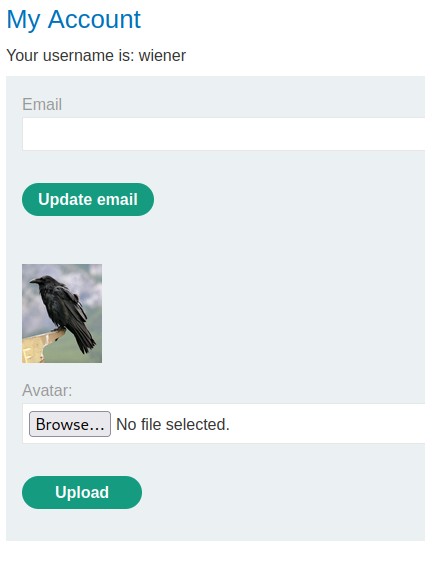 My Account
Your username is: wiener
Email
Update email
Avatar:
Browse... No file selected.
Upload